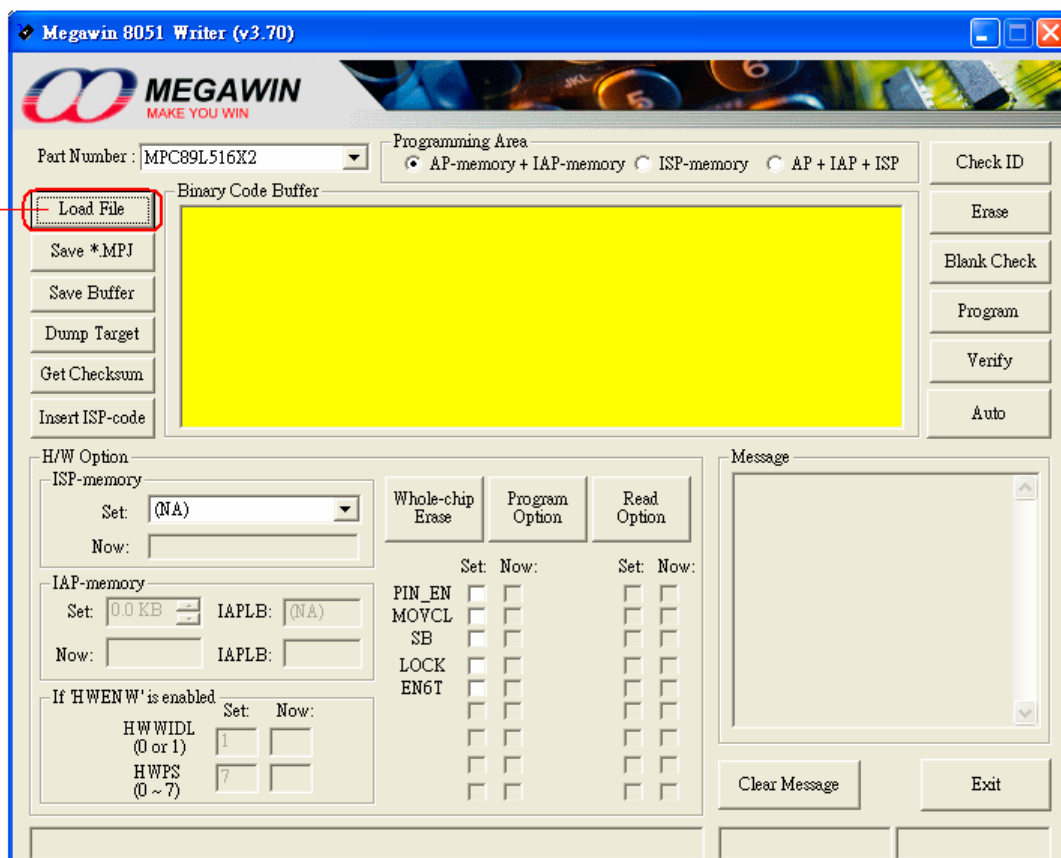 Megawin 8051 Writer (v3.70)
MEGAWIN
MAKE YOU WIN
JKL
5
6
Part Number : MPC89L516X2
Programming Area
AP-memory + IAP-memory
ISP-memory
AP + IAP + ISP
Check ID
Load File
Binary Code Buffer
Erase
Save *.MPJ
Blank Check
Save Buffer
Program
Dump Target
Verify
Get Checksum
Insert ISP-code
Auto
H/W Option
ISP-memory
Set: (NA)
Now:
IAP-memory
Set: 0.0 KB IAPLB: (NA)
Now: IAPLB:
If 'HWENW' is enabled
Set: Now:
HWWIDL
(0 or 1)
1
HWPS
(0 ~ 7)
7
Whole-chip
Erase
Program
Option
Read
Option
Set: Now: Set: Now:
PIN_EN
MOVCL
SB
LOCK
EN6T
Message
Clear Message
Exit